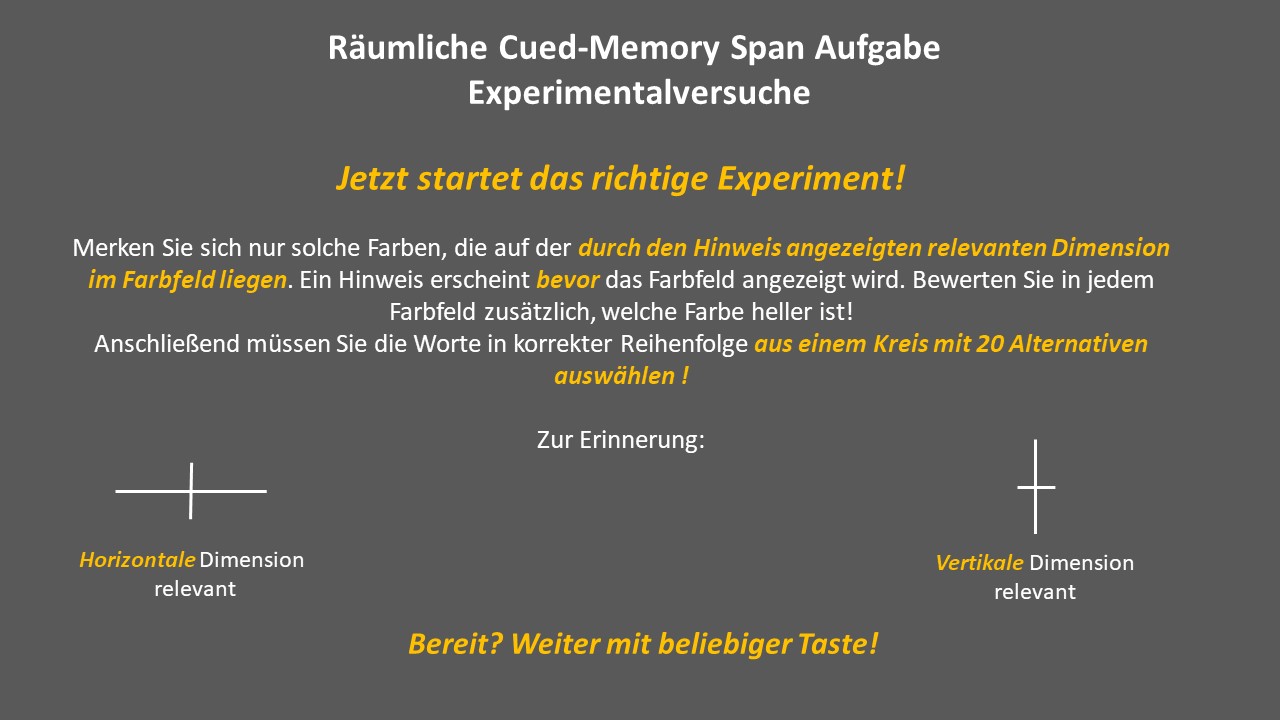 Räumliche Cued-Memory Span Aufgabe
Experimentalversuche
Jetzt startet das richtige Experiment!
Merken Sie sich nur solche Farben, die auf der durch den Hinweis angezeigten relevanten Dimension
im Farbfeld liegen. Ein Hinweis erscheint bevor das Farbfeld angezeigt wird. Bewerten Sie in jedem
Farbfeld zusätzlich, welche Farbe heller ist!
Anschließend müssen Sie die Worte in korrekter Reihenfolge aus einem Kreis mit 20 Alternativen
auswählen !
Zur Erinnerung:
Horizontale Dimension
relevant
Vertikale Dimension
relevant
Bereit? Weiter mit beliebiger Taste!